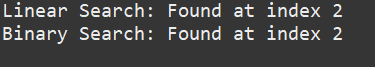 Linear Search: Found at index 2
Binary Search: Found at index 2